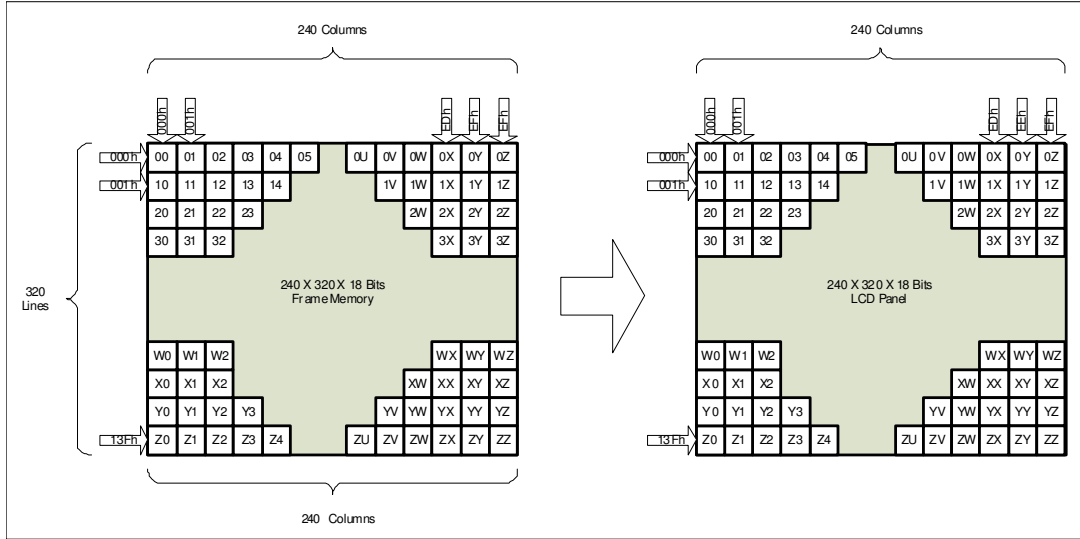 240 Columns
000h 001h EDh EFh EFh
000h 00 01 02 03 04 05 0U 0V 0W 0X 0Y 0Z
001h 10 11 12 13 14 1V 1W 1X 1Y 1Z
20 21 22 23 2W 2X 2Y 2Z
30 31 32 3X 3Y 3Z
320
Lines
240 X 320 X 18 Bits
Frame Memory
W0 W1 W2 WX WY WZ
X0 X1 X2 XW XX XY XZ
Y0 Y1 Y2 Y3 YV YW YX YY YZ
13Fh Z0 Z1 Z2 Z3 Z4 ZU ZV ZW ZX ZY ZZ
240 Columns
240 Columns
000h 001h EDh EEh EFh
000h 00 01 02 03 04 05 0U 0V 0W 0X 0Y 0Z
001h 10 11 12 13 14 1V 1W 1X 1Y 1Z
20 21 22 23 2W 2X 2Y 2Z
30 31 32 3X 3Y 3Z
240 X 320 X 18 Bits
LCD Panel
W0 W1 W2 WX WY WZ
X0 X1 X2 XW XX XY XZ
Y0 Y1 Y2 Y3 YV YW YX YY YZ
13Fh Z0 Z1 Z2 Z3 Z4 ZU ZV ZW ZX ZY ZZ